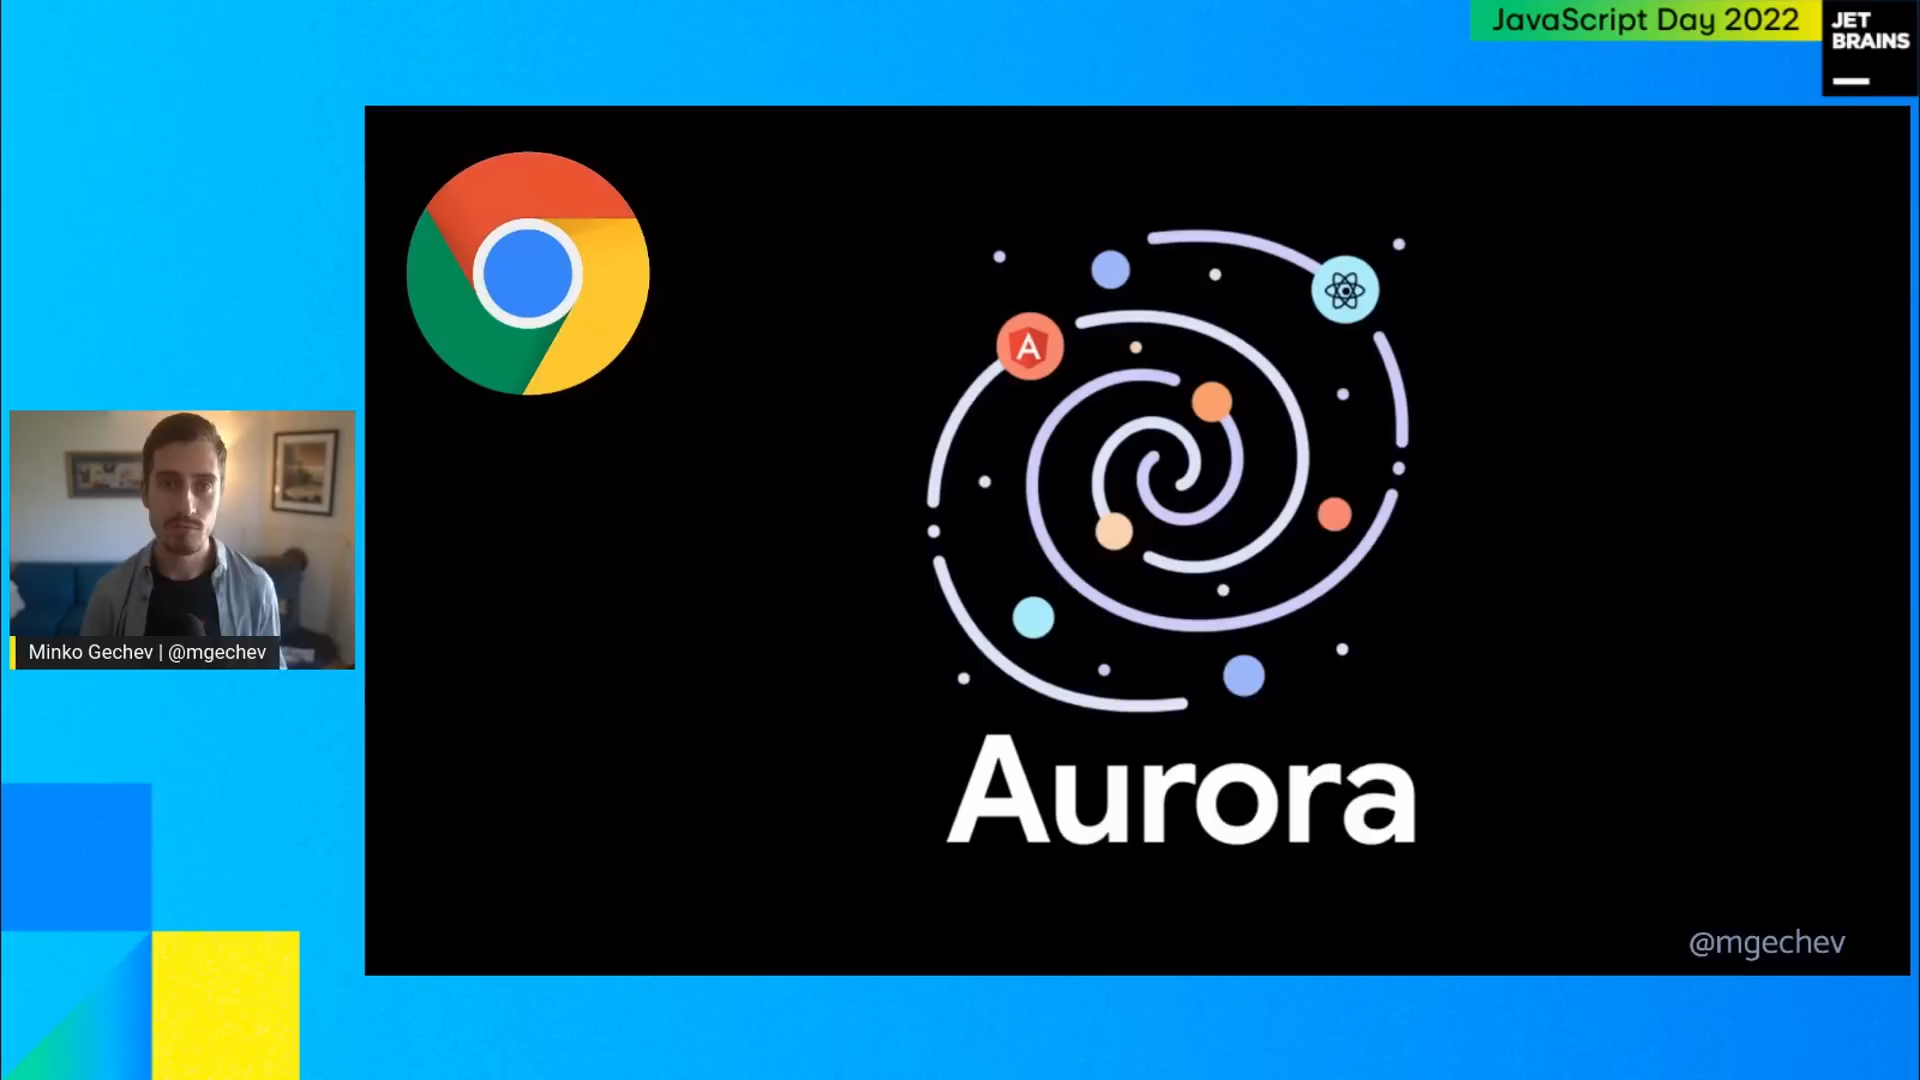 JavaScript Day 2022
JET
BRAINS
A
Minko Gechev | @mgechev
Aurora
@mgechev